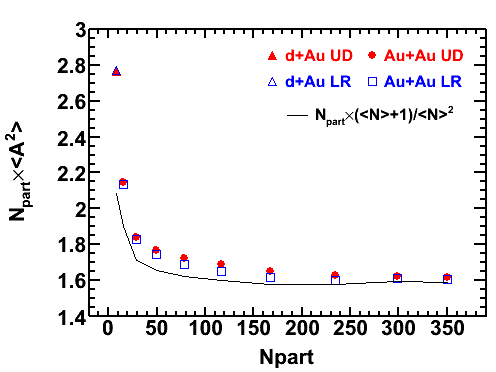 N_part×<A²>
3
2.8
2.6
2.4
2.2
2
1.8
1.6
1.4
d+Au UD
Au+Au UD
d+Au LR
Au+Au LR
N_part×(<N>+1)/<N>²
0 50 100 150 200 250 300 350
Npart